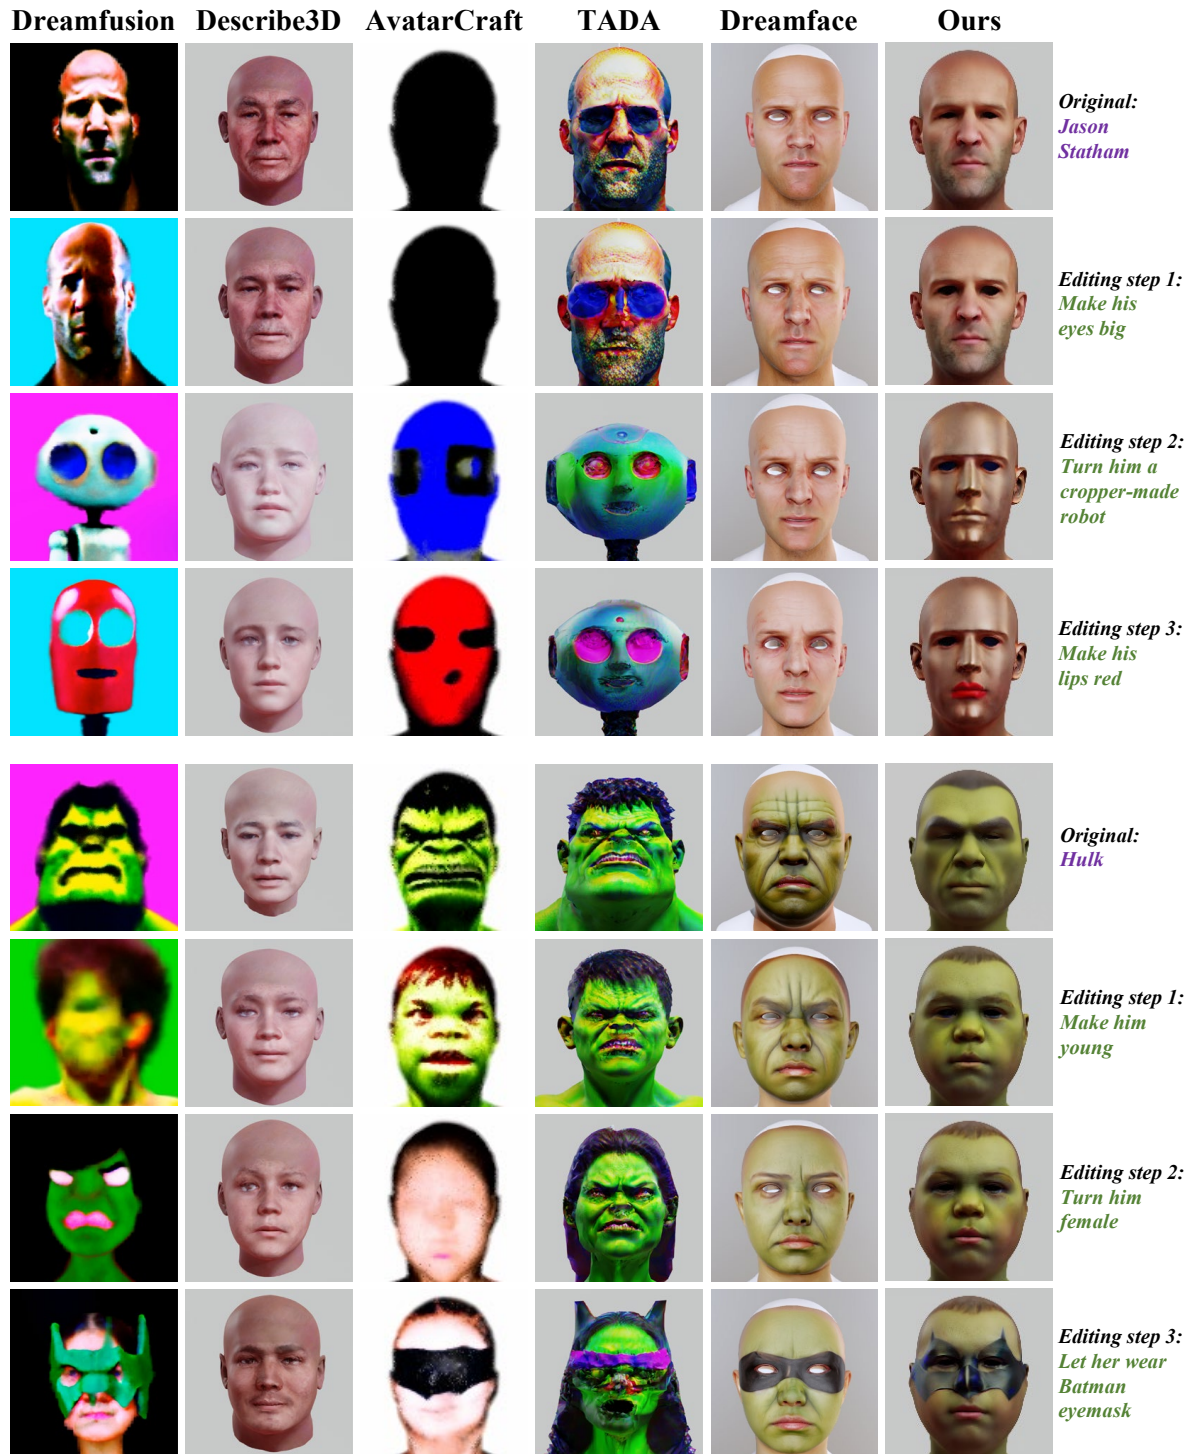 Dreamfusion Describe3D AvatarCraft TADA Dreamface Ours
Original:
Jason
Statham
Editing step 1:
Make his
eyes big
Editing step 2:
Turn him a
cropper-made
robot
Editing step 3:
Make his
lips red
Original:
Hulk
Editing step 1:
Make him
young
Editing step 2:
Turn him
female
Editing step 3:
Let her wear
Batman
eyemask